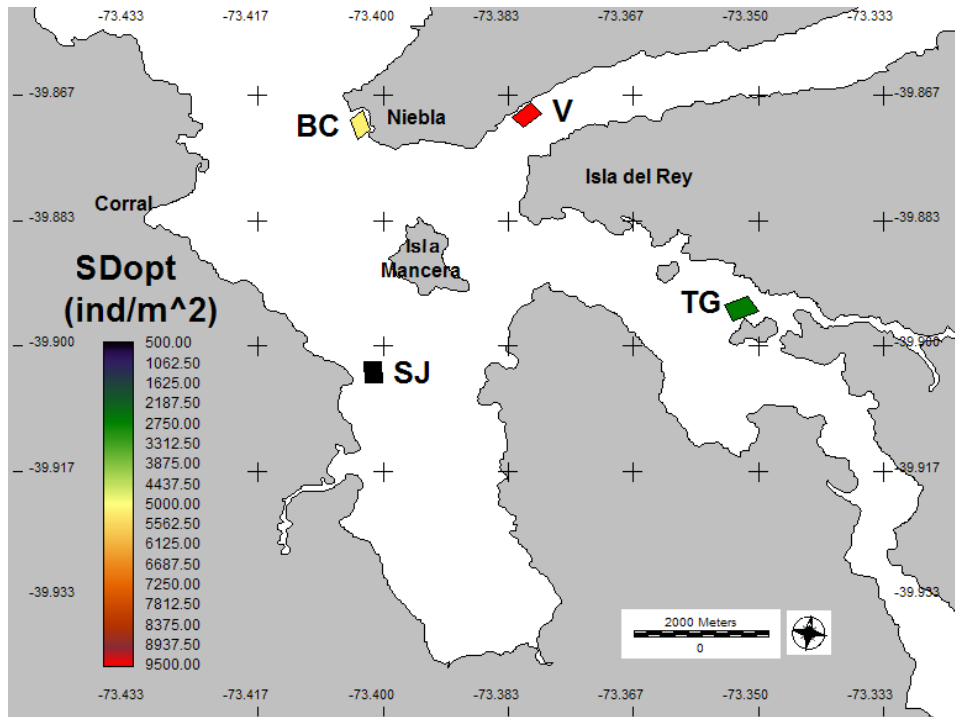 -73.433 -73.417 -73.400 -73.383 -73.367 -73.350 -73.333
-39.867 -39.867
BC Niebla V
Isla del Rey
Corral
-39.883 -39.883
Isla
Mancera
SDopt
(ind/m^2)
TG
-39.900 -39.900
SJ
500.00
1062.50
1625.00
2187.50
2750.00
3312.50
4875.00
5000.00
5562.50
6125.00
6687.50
7250.00
7812.50
8375.00
8937.50
9500.00
-39.917 -39.917
-39.933 -39.933
2000 Meters
0
-73.433 -73.417 -73.400 -73.383 -73.367 -73.350 -73.333